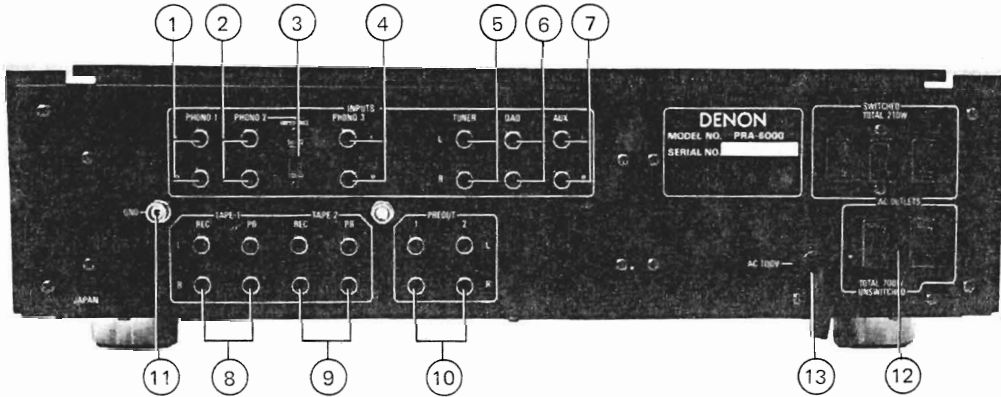 1 2 3 4 5 6 7
INPUTS
PHONO 1 PHONO 2 PHONO 3 TUNER DAD AUX
L
R
DENON
MODEL NO. PRA-6000
SERIAL NO.
SWITCHED
TOTAL 210W
GND
TAPE-1 TAPE 2 PREOUT
REC PB REC PB 1 2
L L
R R
AC OUTLETS
AC 100V
TOTAL 700W
UNSWITCHED
JAPAN
11 8 9 10 13 12